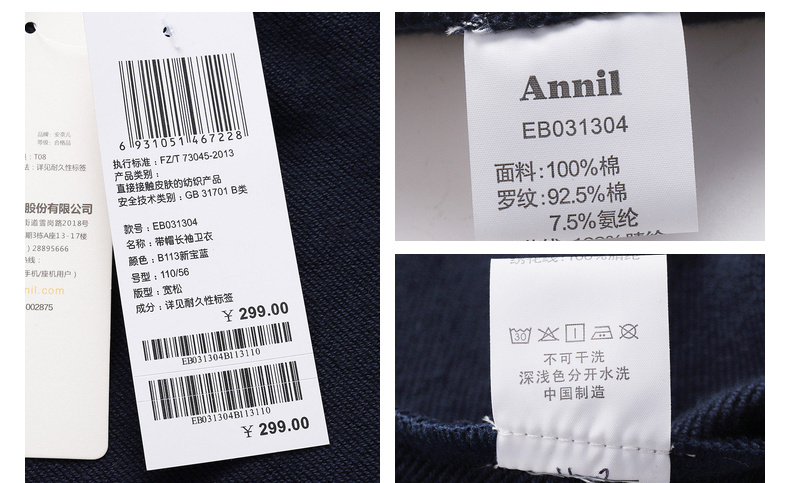 品牌：安奈儿
等级：合格品
：T08
：详见耐久性标签
股份有限公司
街道雪岗路2018号
期3栋A座13-17楼
) 28895666
热线：
手机/座机用户）
nil.com
002875
6 931051 467228
执行标准：FZ/T 73045-2013
产品类别：
直接接触皮肤的纺织产品
安全技术类别：GB 31701 B类
款号：EB031304
名称：带帽长袖卫衣
颜色：B113新宝蓝
号型：110/56
版型：宽松
成分：详见耐久性标签
￥ 299.00
EB031304B113110
EB031304B113110
￥ 299.00
Annil
EB031304
面料：100%棉
罗纹：92.5%棉
7.5%氨纶
30
不可干洗
深浅色分开水洗
中国制造